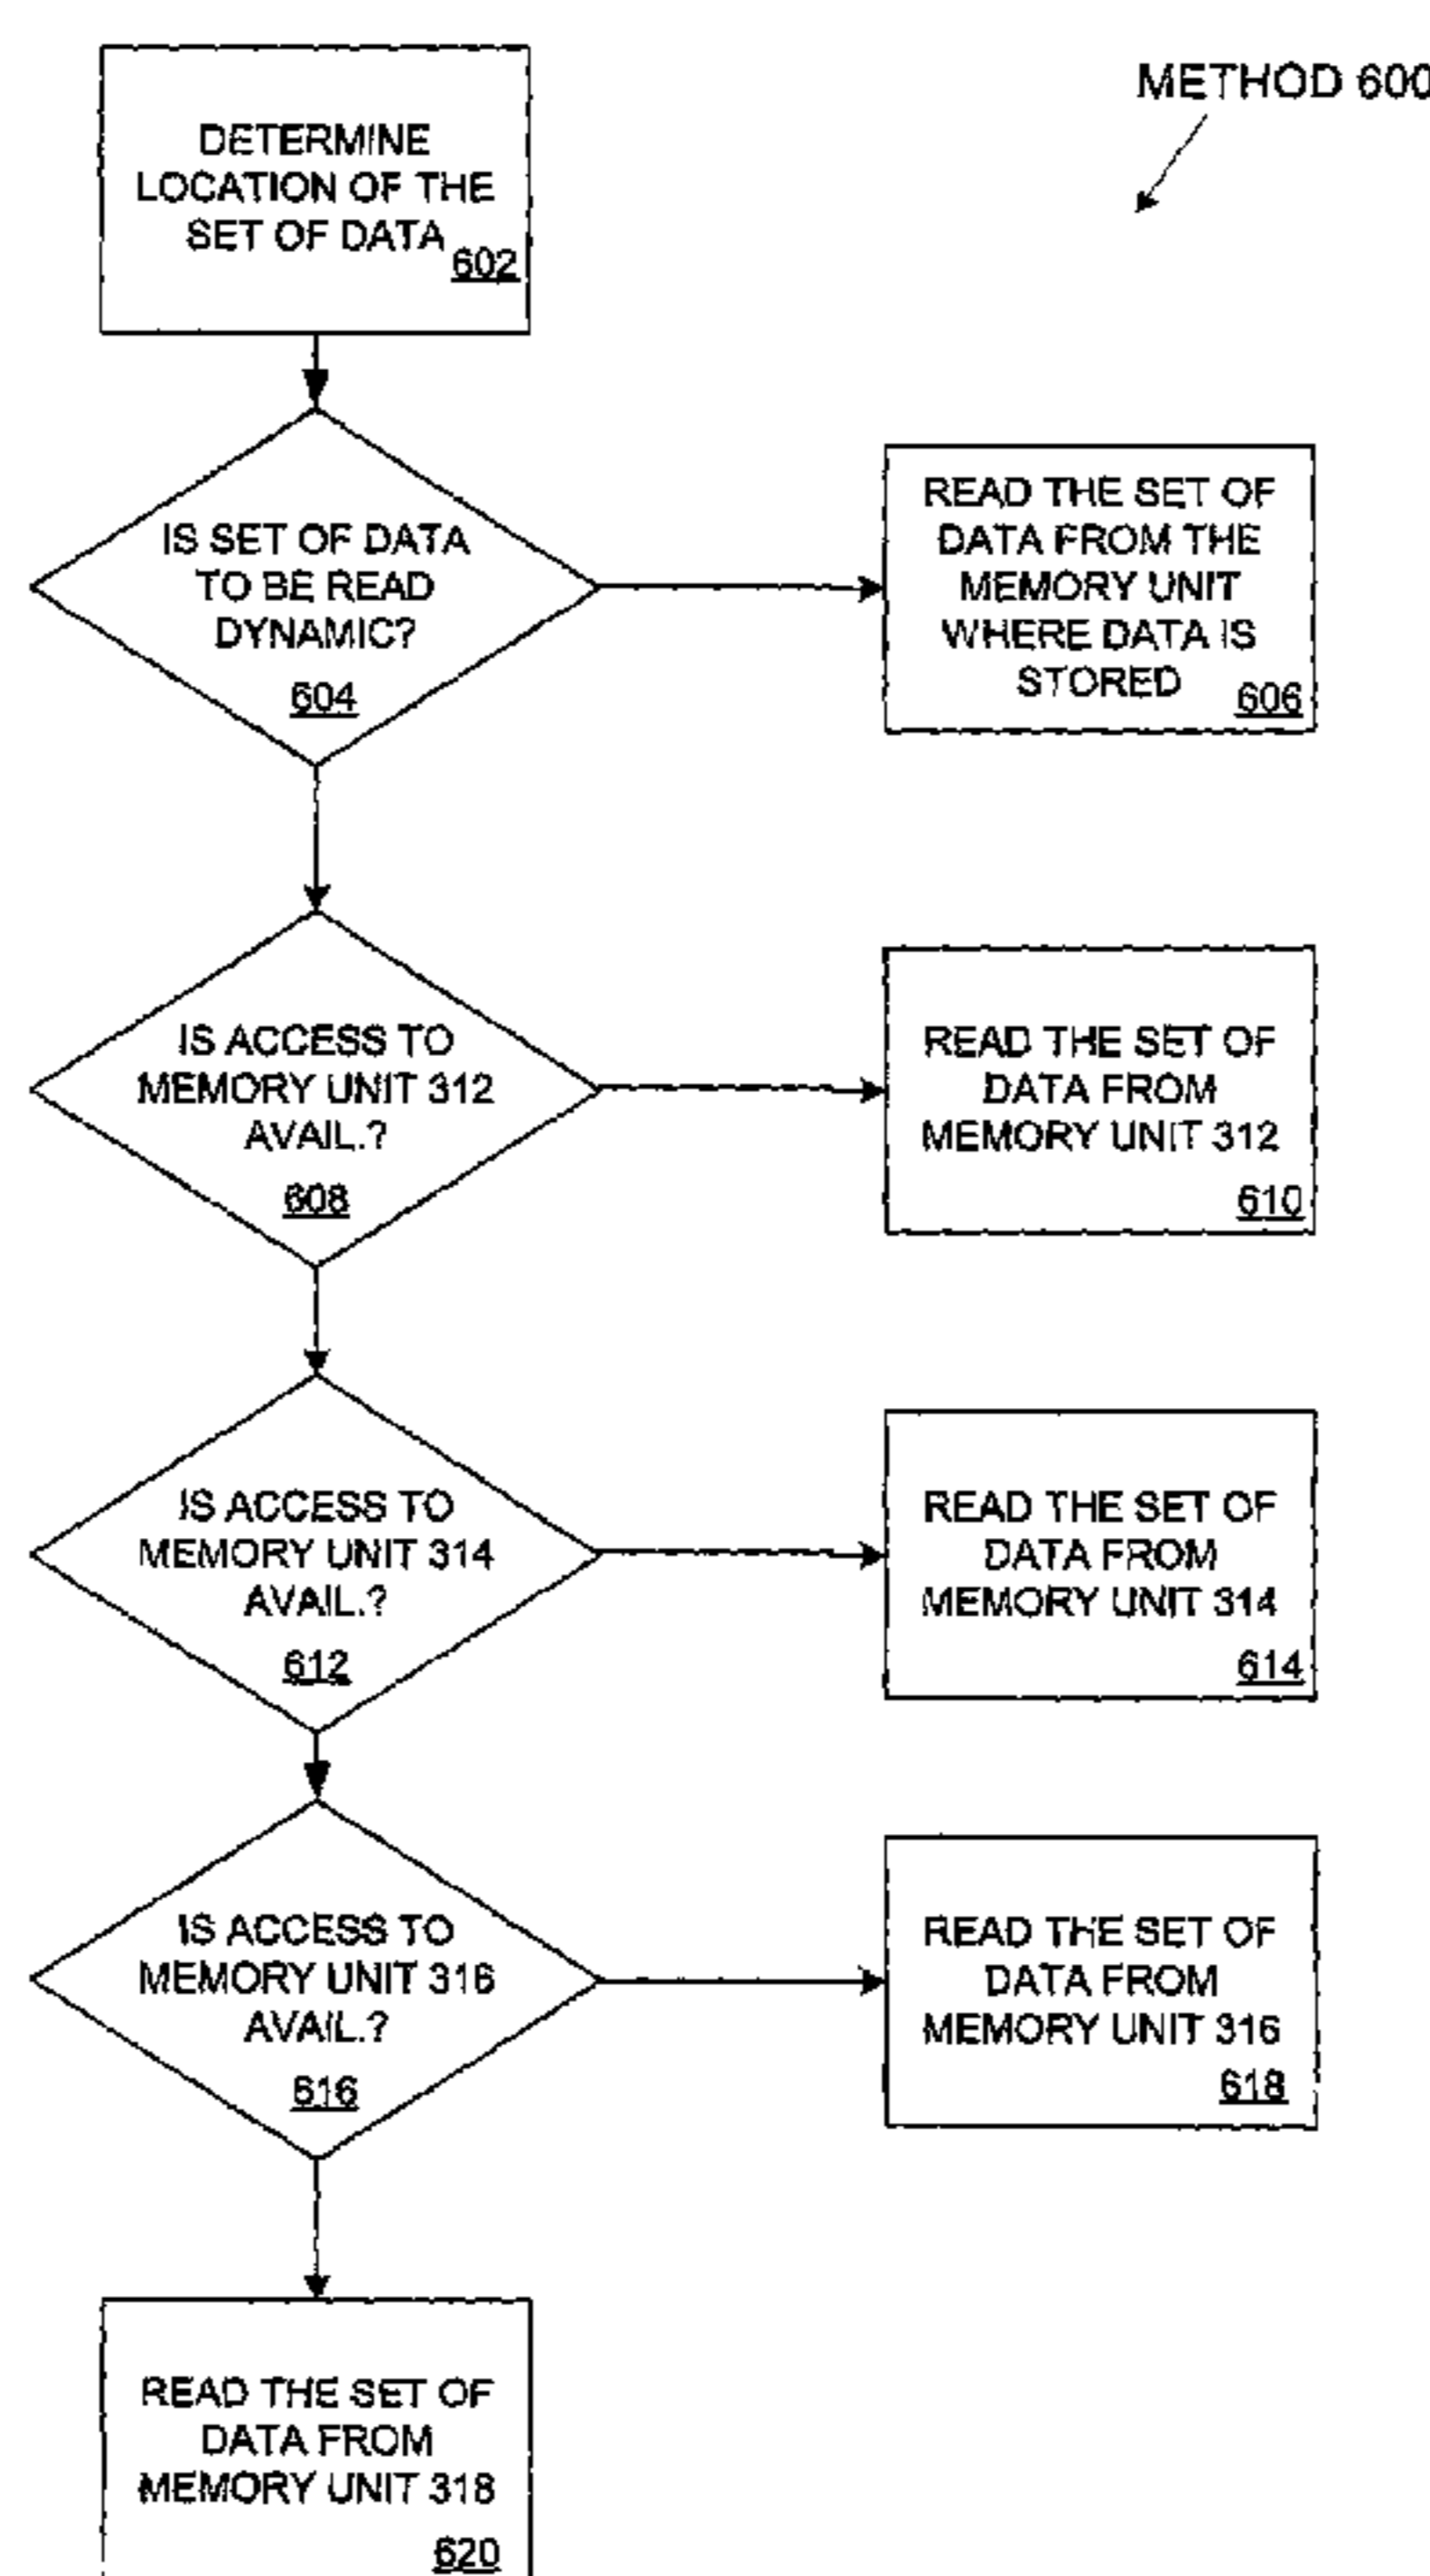 METHOD 600
DETERMINE
LOCATION OF THE
SET OF DATA
602
IS SET OF DATA
TO BE READ
DYNAMIC?
604
READ THE SET OF
DATA FROM THE
MEMORY UNIT
WHERE DATA IS
STORED
606
IS ACCESS TO
MEMORY UNIT 312
AVAIL.?
608
READ THE SET OF
DATA FROM
MEMORY UNIT 312
610
IS ACCESS TO
MEMORY UNIT 314
AVAIL.?
612
READ THE SET OF
DATA FROM
MEMORY UNIT 314
614
IS ACCESS TO
MEMORY UNIT 316
AVAIL.?
616
READ THE SET OF
DATA FROM
MEMORY UNIT 316
618
READ THE SET OF
DATA FROM
MEMORY UNIT 318
620